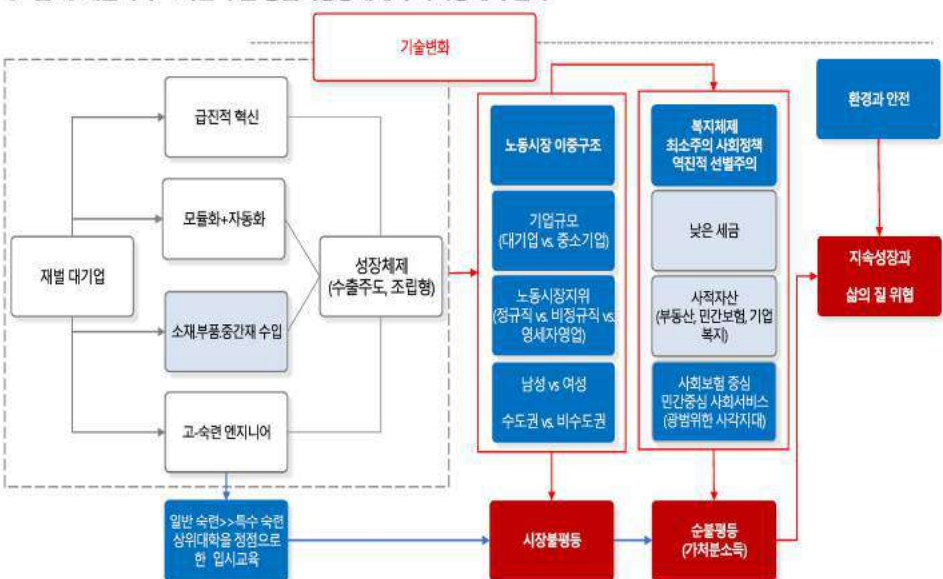 기술변화
급진적 혁신
모듈화+자동화
재벌 대기업
소재.부품.중간재 수입
고-숙련 엔지니어
성장체제
(수출주도, 조립형)
일반 숙련>>특수 숙련
상위대학을 정점으로
한 입시교육
노동시장 이중구조
기업규모
(대기업 vs. 중소기업)
노동시장지위
(정규직 vs. 비정규직 vs.
영세자영업)
남성 vs 여성
수도권 vs. 비수도권
시장불평등
복지체제
최소주의 사회정책
역진적 선별주의
낮은 세금
사적자산
(부동산, 민간보험, 기업
복지)
사회보험 중심
민간중심 사회서비스
(광범위한 사각지대)
순불평등
(가처분소득)
환경과 안전
지속성장과
삶의 질 위협